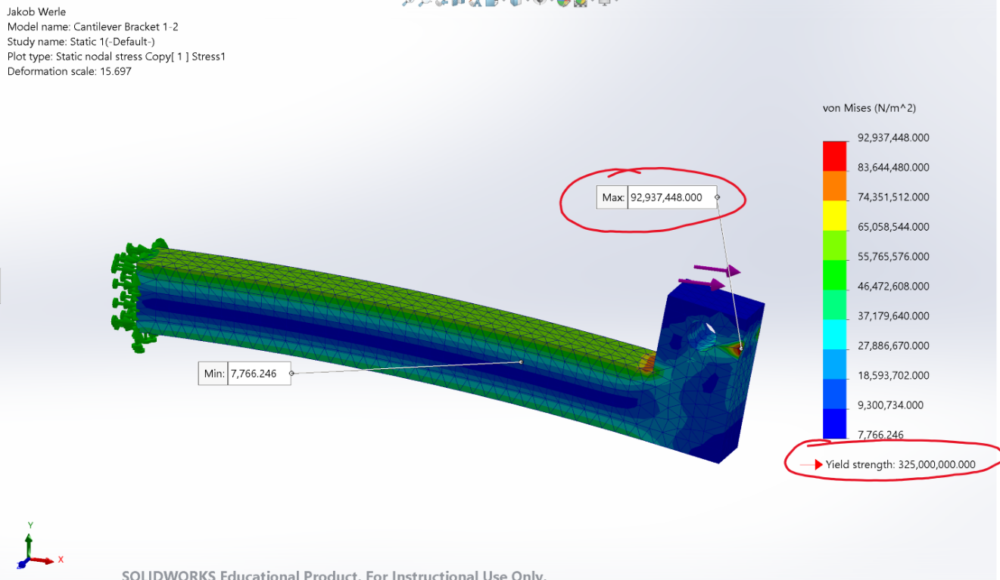 Jakob Werle
Model name: Cantilever Bracket 1-2
Study name: Static 1(-Default-)
Plot type: Static nodal stress Copy[ 1 ] Stress1
Deformation scale: 15.697
von Mises (N/m^2)
92,937,448.000
83,644,480.000
74,351,512.000
65,058,544.000
55,765,576.000
46,472,608.000
37,179,640.000
27,886,670.000
18,593,702.000
9,300,734.000
7,766.246
Yield strength: 325,000,000.000
Max: 92,937,448.000
Min: 7,766.246
Y
X
SOLIDWORKS Educational Product. For Instructional Use Only.